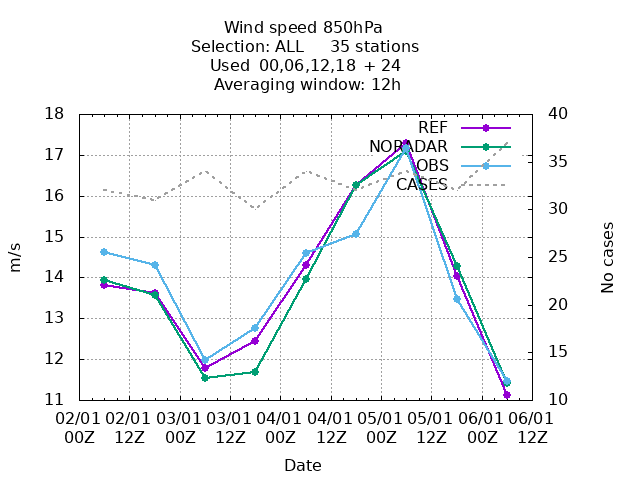 Wind speed 850hPa
Selection: ALL 35 stations
Used 00,06,12,18 + 24
Averaging window: 12h
18 40
17 35
16 30
15 25
14 20
13 15
12 10
11
REF
NORADAR
OBS
CASES
m/s
No cases
02/01 02/01 03/01 03/01 04/01 04/01 05/01 05/01 06/01 06/01
00Z 12Z 00Z 12Z 00Z 12Z 00Z 12Z 00Z 12Z
Date